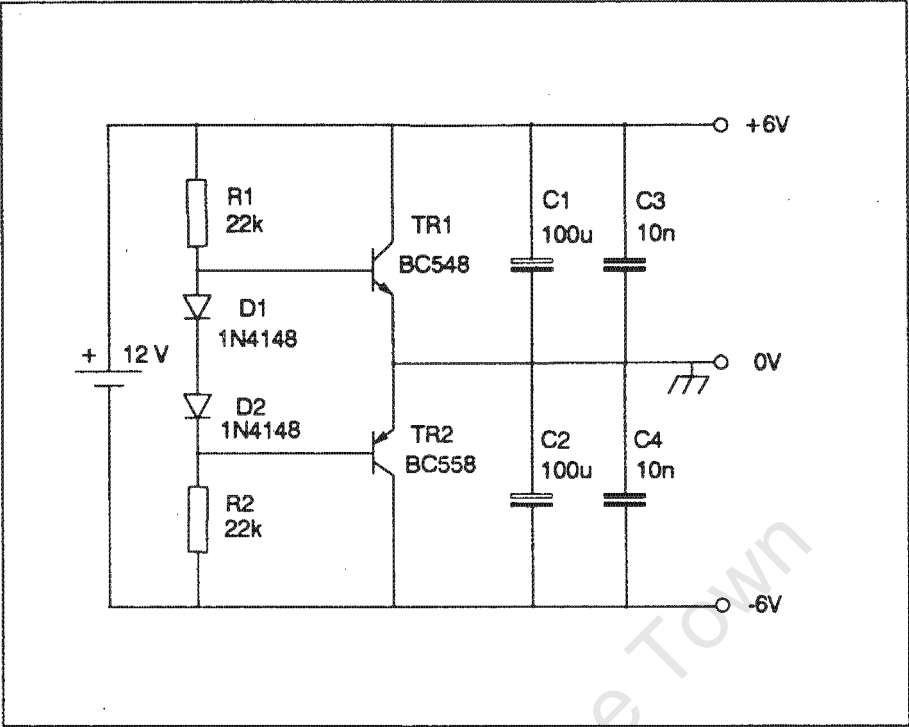 +6V
R1
22k
C1
100u
C3
10n
TR1
BC548
D1
1N4148
+ 12 V
0V
D2
1N4148
TR2
BC558
C2
100u
C4
10n
R2
22k
-6V
e Town